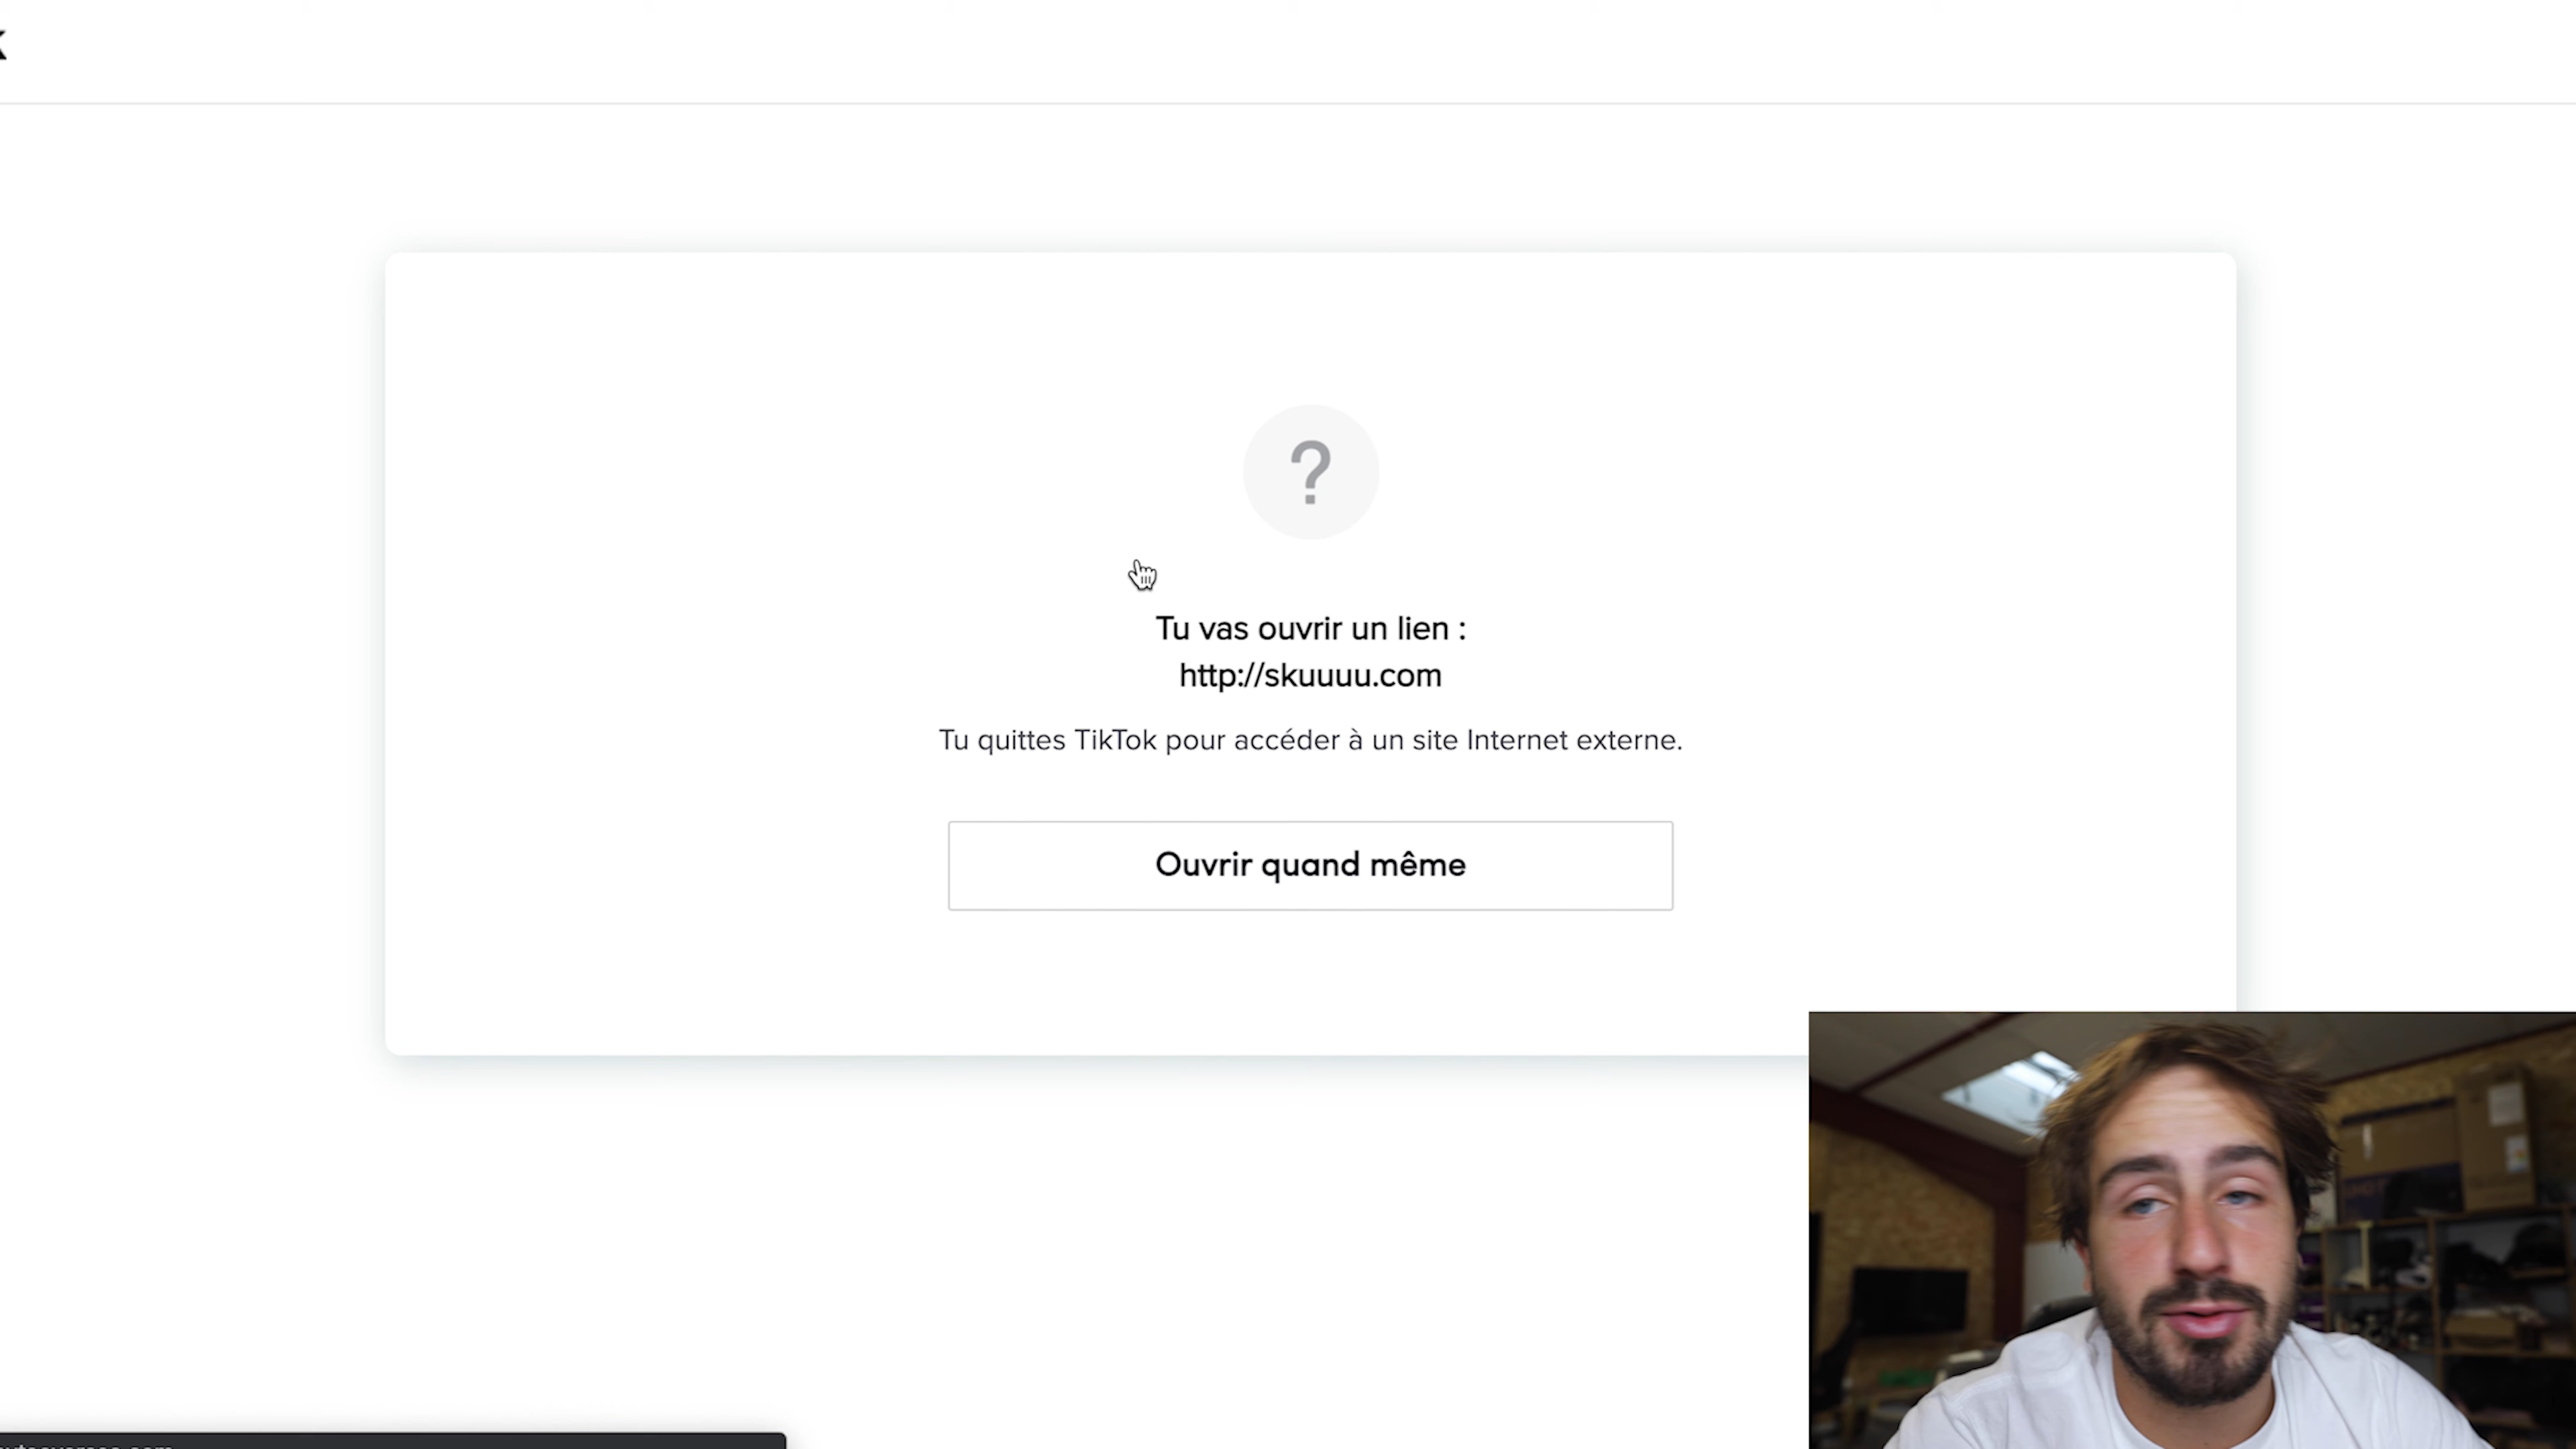 ?
Tu vas ouvrir un lien :
http://skuuuu.com
Tu quittes TikTok pour accéder à un site Internet externe.
Ouvrir quand même